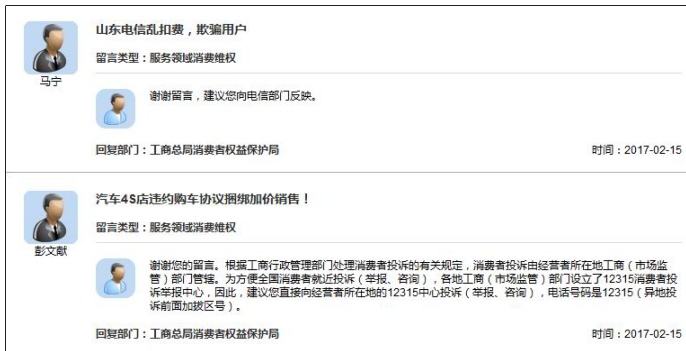 山东电信乱扣费，欺骗用户
留言类型：服务领域消费维权
马宁
谢谢留言，建议您向电信部门反映。
回复部门：工商总局消费者权益保护局
时间：2017-02-15
汽车4S店违约购车协议捆绑加价销售！
留言类型：服务领域消费维权
彭文献
谢谢您的留言。根据工商行政管理部门处理消费者投诉的有关规定，消费者投诉由经营者所在地工商（市场监
管）部门管辖。为方便全国消费者就近投诉（举报、咨询），各地工商（市场监管）部门设立了12315消费者投
诉举报中心，因此，建议您直接向经营者所在地的12315中心投诉（举报、咨询），电话号码是12315（异地投
诉前面加拨区号）。
回复部门：工商总局消费者权益保护局
时间：2017-02-15